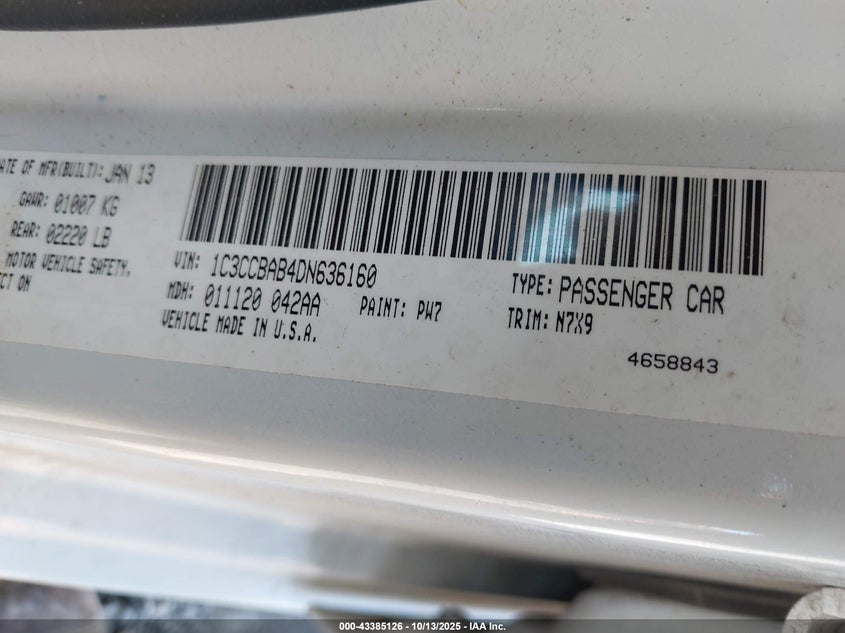 ATE OF MFR(BUILT): JAN 13
GAWR: 01007 KG
REAR: 02220 LB
MOTOR VEHICLE SAFETY,
ECT ON
VIN: 1C3CCBAB4DN636160
TYPE: PASSENGER CAR
MDH: 011120 042AA PAINT: PW7
TRIM: N7X9
VEHICLE MADE IN U.S.A.
4658843
000-43385126 - 10/13/2025 - © IAA Inc.